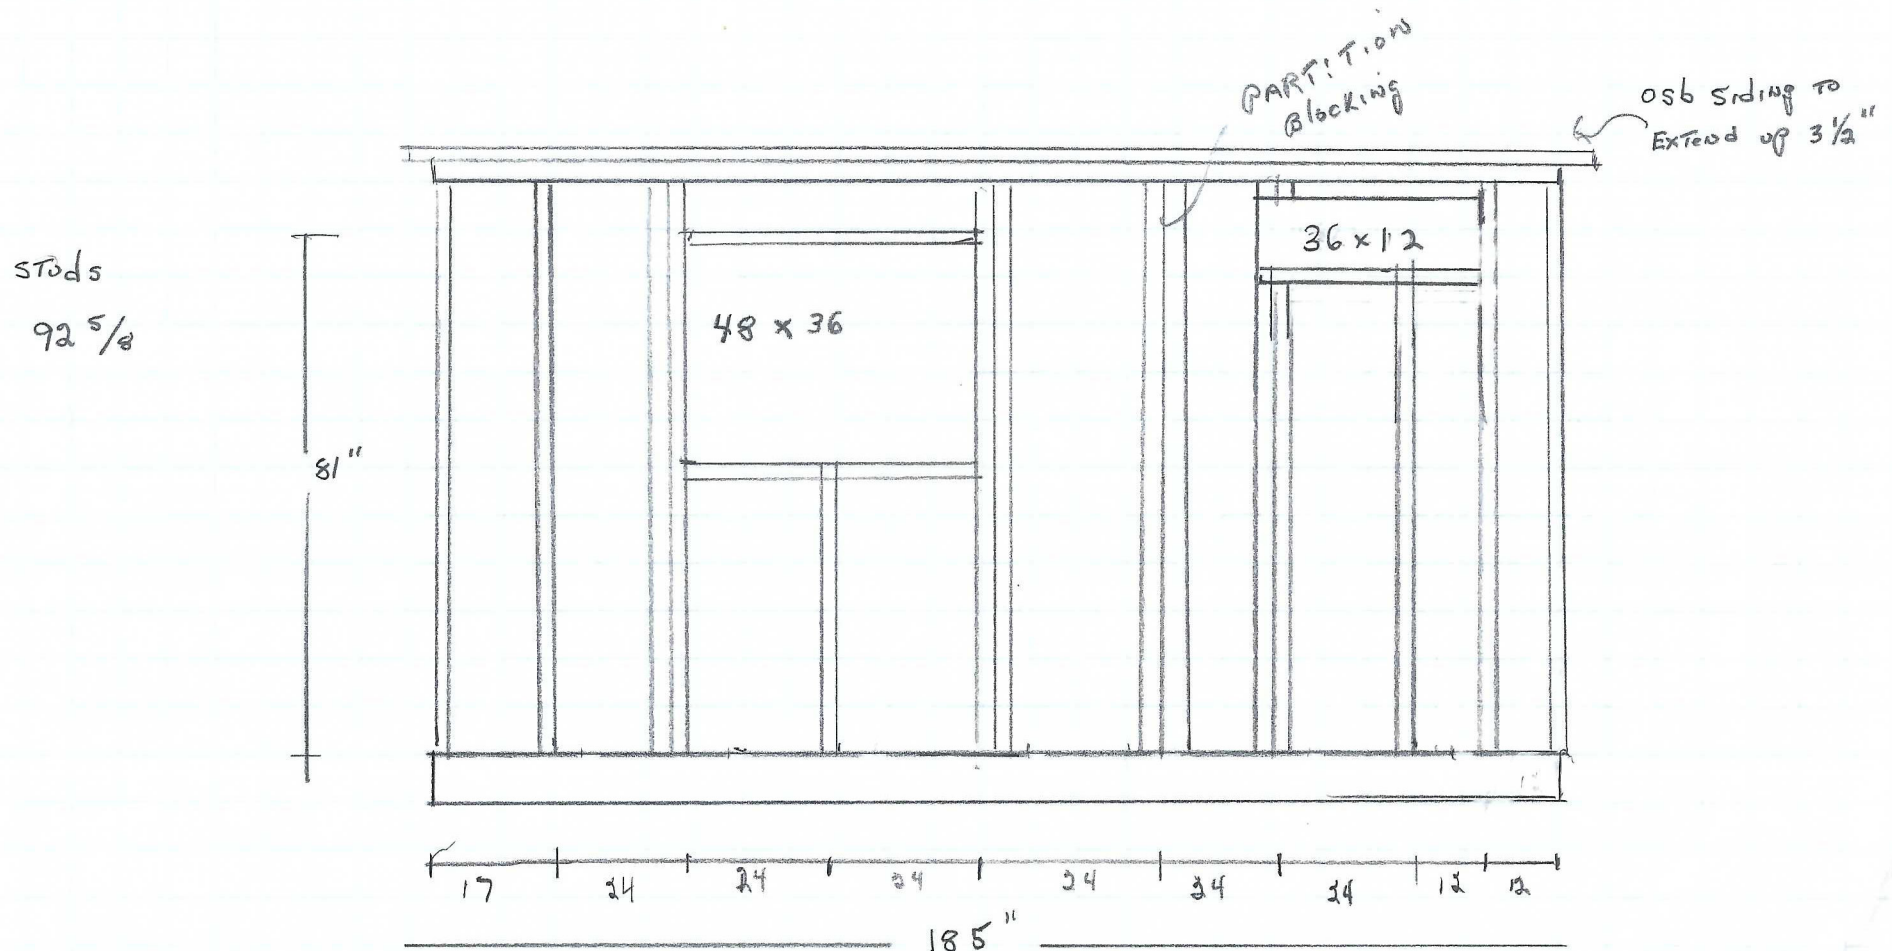 PARTITION
Blocking
osb siding to
Extend up 3 1/2"
studs
92 5/8
36 x 12
48 x 36
81"
17 24 24 24 24 24 24 12 12
185"